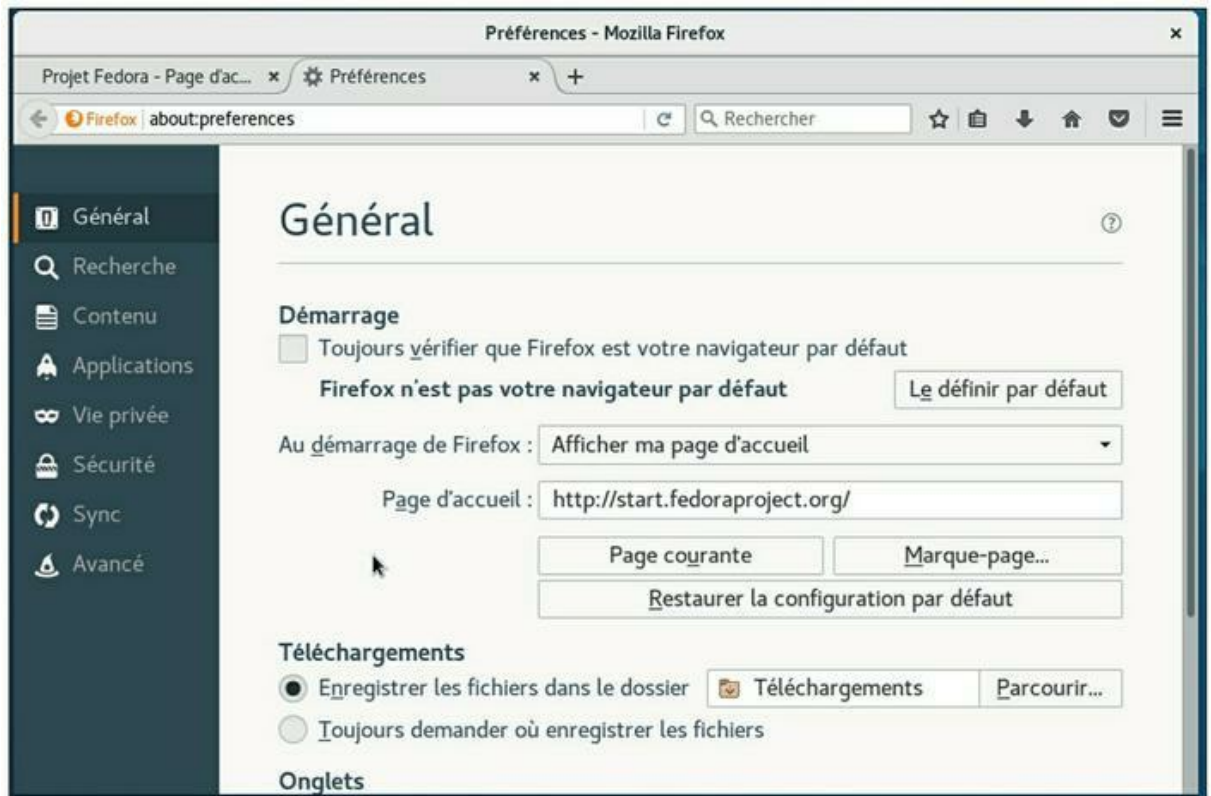 Préférences - Mozilla Firefox
Projet Fedora - Page d'ac... Préférences
Firefox about:preferences Rechercher
Général
Recherche
Contenu
Applications
Vie privée
Sécurité
Sync
Avancé
Général
Démarrage
Toujours vérifier que Firefox est votre navigateur par défaut
Firefox n'est pas votre navigateur par défaut Le définir par défaut
Au démarrage de Firefox : Afficher ma page d'accueil
Page d'accueil : http://start.fedoraproject.org/
Page courante Marque-page...
Restaurer la configuration par défaut
Téléchargements
Enregistrer les fichiers dans le dossier Téléchargements Parcourir...
Toujours demander où enregistrer les fichiers
Onglets